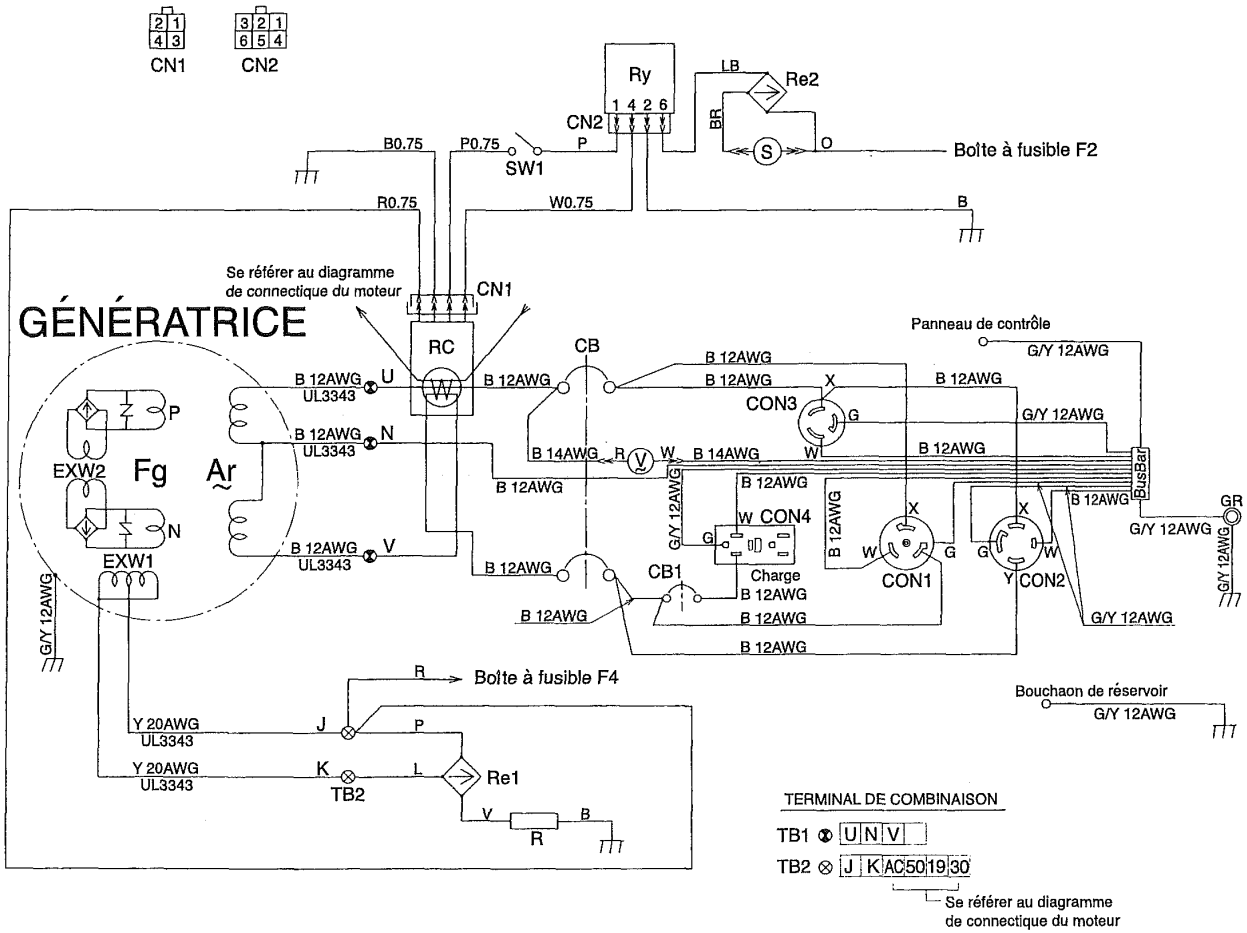 2 1
4 3
CN1
3 2 1
6 5 4
CN2
Ry
1 4 2 6
CN2
LB
Re2
BR
S
O
Boîte à fusible F2
B0.75
P0.75
SW1
P
R0.75
W0.75
B
Se référer au diagramme
de connectique du moteur
CN1
GÉNÉRATRICE
RC
W
CB
Panneau de contrôle
G/Y 12AWG
B 12AWG
UL3343
U
B 12AWG
B 12AWG
B 12AWG
X
B 12AWG
CON3
G
G/Y 12AWG
W
B 12AWG
P
EXW2
Fg
Ar
N
EXW1
B 12AWG
UL3343
N
B 14AWG
R
V
W
B 14AWG
B 12AWG
B 12AWG
BusBar
B 12AWG
G/Y 12AWG
GR
G/Y 12AWG
G/Y 12AWG
W
CON4
G
Charge
B 12AWG
X
W
G
CON1
X
G
W
Y
CON2
B 12AWG
UL3343
V
B 12AWG
CB1
B 12AWG
B 12AWG
B 12AWG
G/Y 12AWG
B 12AWG
G/Y 12AWG
R
Boîte à fusible F4
Bouchaon de réservoir
G/Y 12AWG
Y 20AWG
UL3343
J
P
Y 20AWG
UL3343
K
TB2
L
Re1
V
R
B
TERMINAL DE COMBINAISON
TB1 U N V
TB2 J K AC 50 19 30
Se référer au diagramme
de connectique du moteur